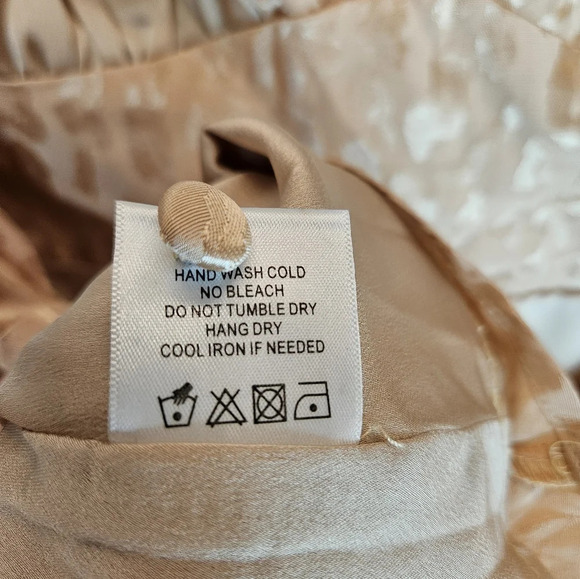 HAND WASH COLD
NO BLEACH
DO NOT TUMBLE DRY
HANG DRY
COOL IRON IF NEEDED